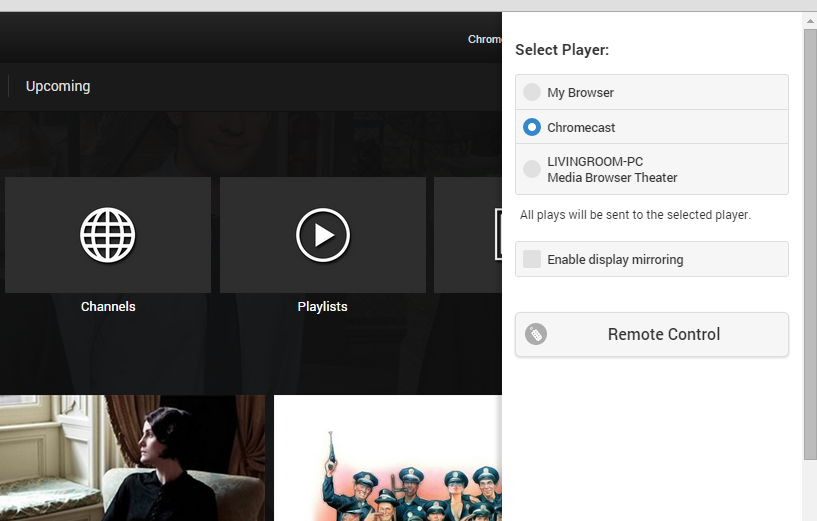 Chrome
Upcoming
Channels
Playlists
Select Player:
My Browser
Chromecast
LIVINGROOM-PC
Media Browser Theater
All plays will be sent to the selected player.
Enable display mirroring
Remote Control